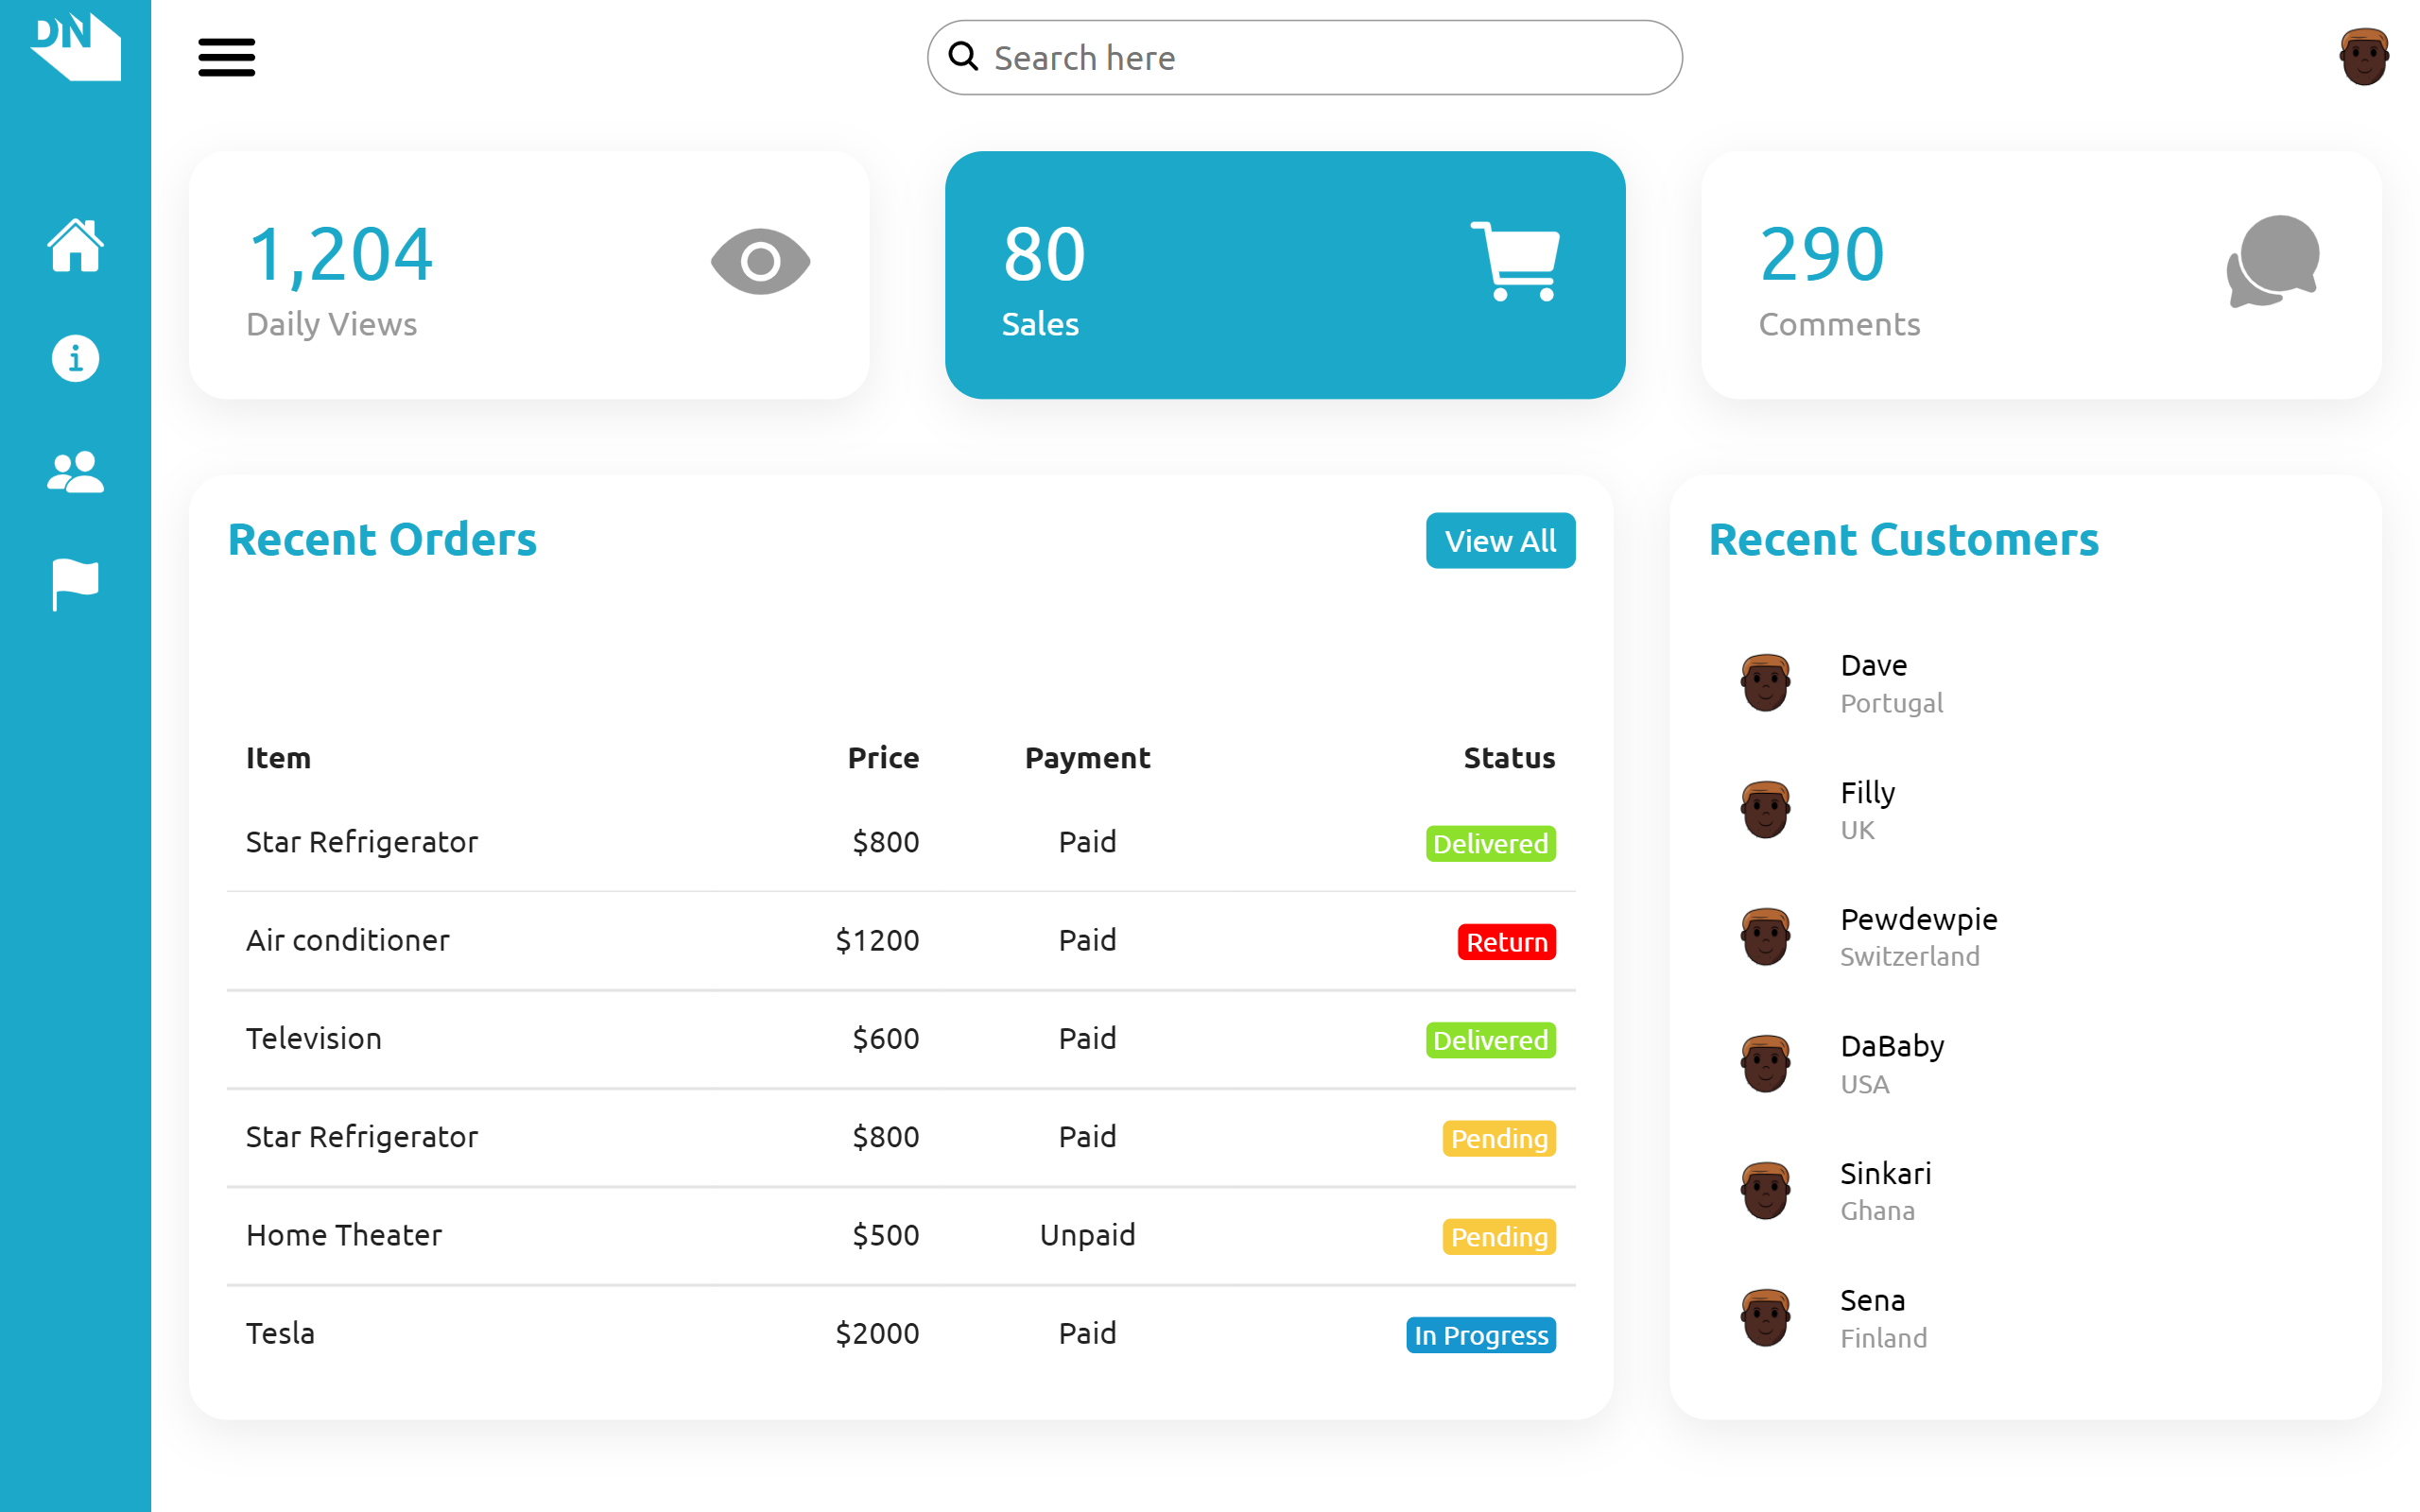 DN
Search here
1,204
Daily Views
80
Sales
290
Comments
Recent Orders
View All
Item Price Payment Status
Star Refrigerator $800 Paid Delivered
Air conditioner $1200 Paid Return
Television $600 Paid Delivered
Star Refrigerator $800 Paid Pending
Home Theater $500 Unpaid Pending
Tesla $2000 Paid In Progress
Recent Customers
Dave
Portugal
Filly
UK
Pewdewpie
Switzerland
DaBaby
USA
Sinkari
Ghana
Sena
Finland